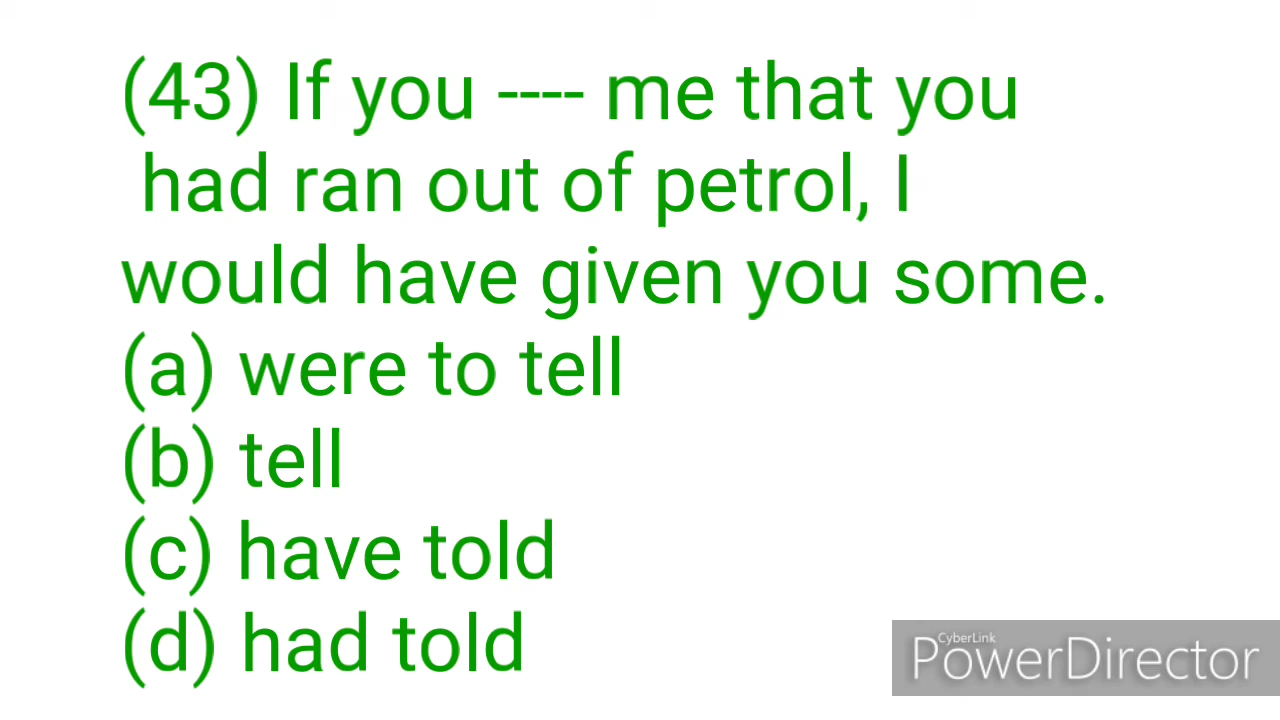 (43) If you ---- me that you
had ran out of petrol, I
would have given you some.
(a) were to tell
(b) tell
(c) have told
(d) had told
CyberLink
PowerDirector